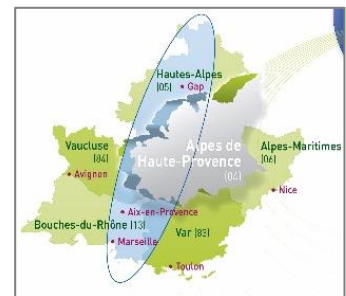 Hautes-Alpes
(05)
Gap
Alpes de
Haute-Provence
(04)
Alpes-Maritimes
(06)
Vaucluse
(84)
Avignon
Nice
Aix-en-Provence
Bouches-du-Rhône (13)
Marseille
Var (83)
Toulon